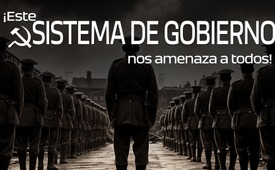 ¡Este
SISTEMA DE GOBIERNO
nos amenaza a todos!